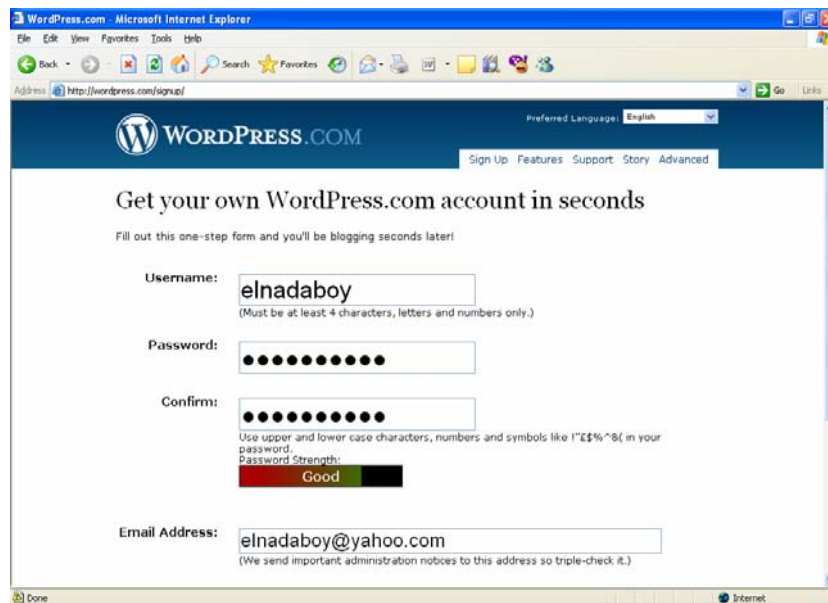 WordPress.com - Microsoft Internet Explorer
File Edit View Favorites Tools Help
Back Search Favorites
Address http://wordpress.com/signup/ Go Links
Preferred Language: English
WORDPRESS.COM
Sign Up Features Support Story Advanced
Get your own WordPress.com account in seconds
Fill out this one-step form and you'll be blogging seconds later!
Username: elnadaboy
(Must be at least 4 characters, letters and numbers only.)
Password: ●●●●●●●●●●
Confirm: ●●●●●●●●●●
Use upper and lower case characters, numbers and symbols like !"£$%^&( in your
password.
Password Strength:
Good
Email Address: elnadaboy@yahoo.com
(We send important administration notices to this address so triple-check it.)
Done Internet